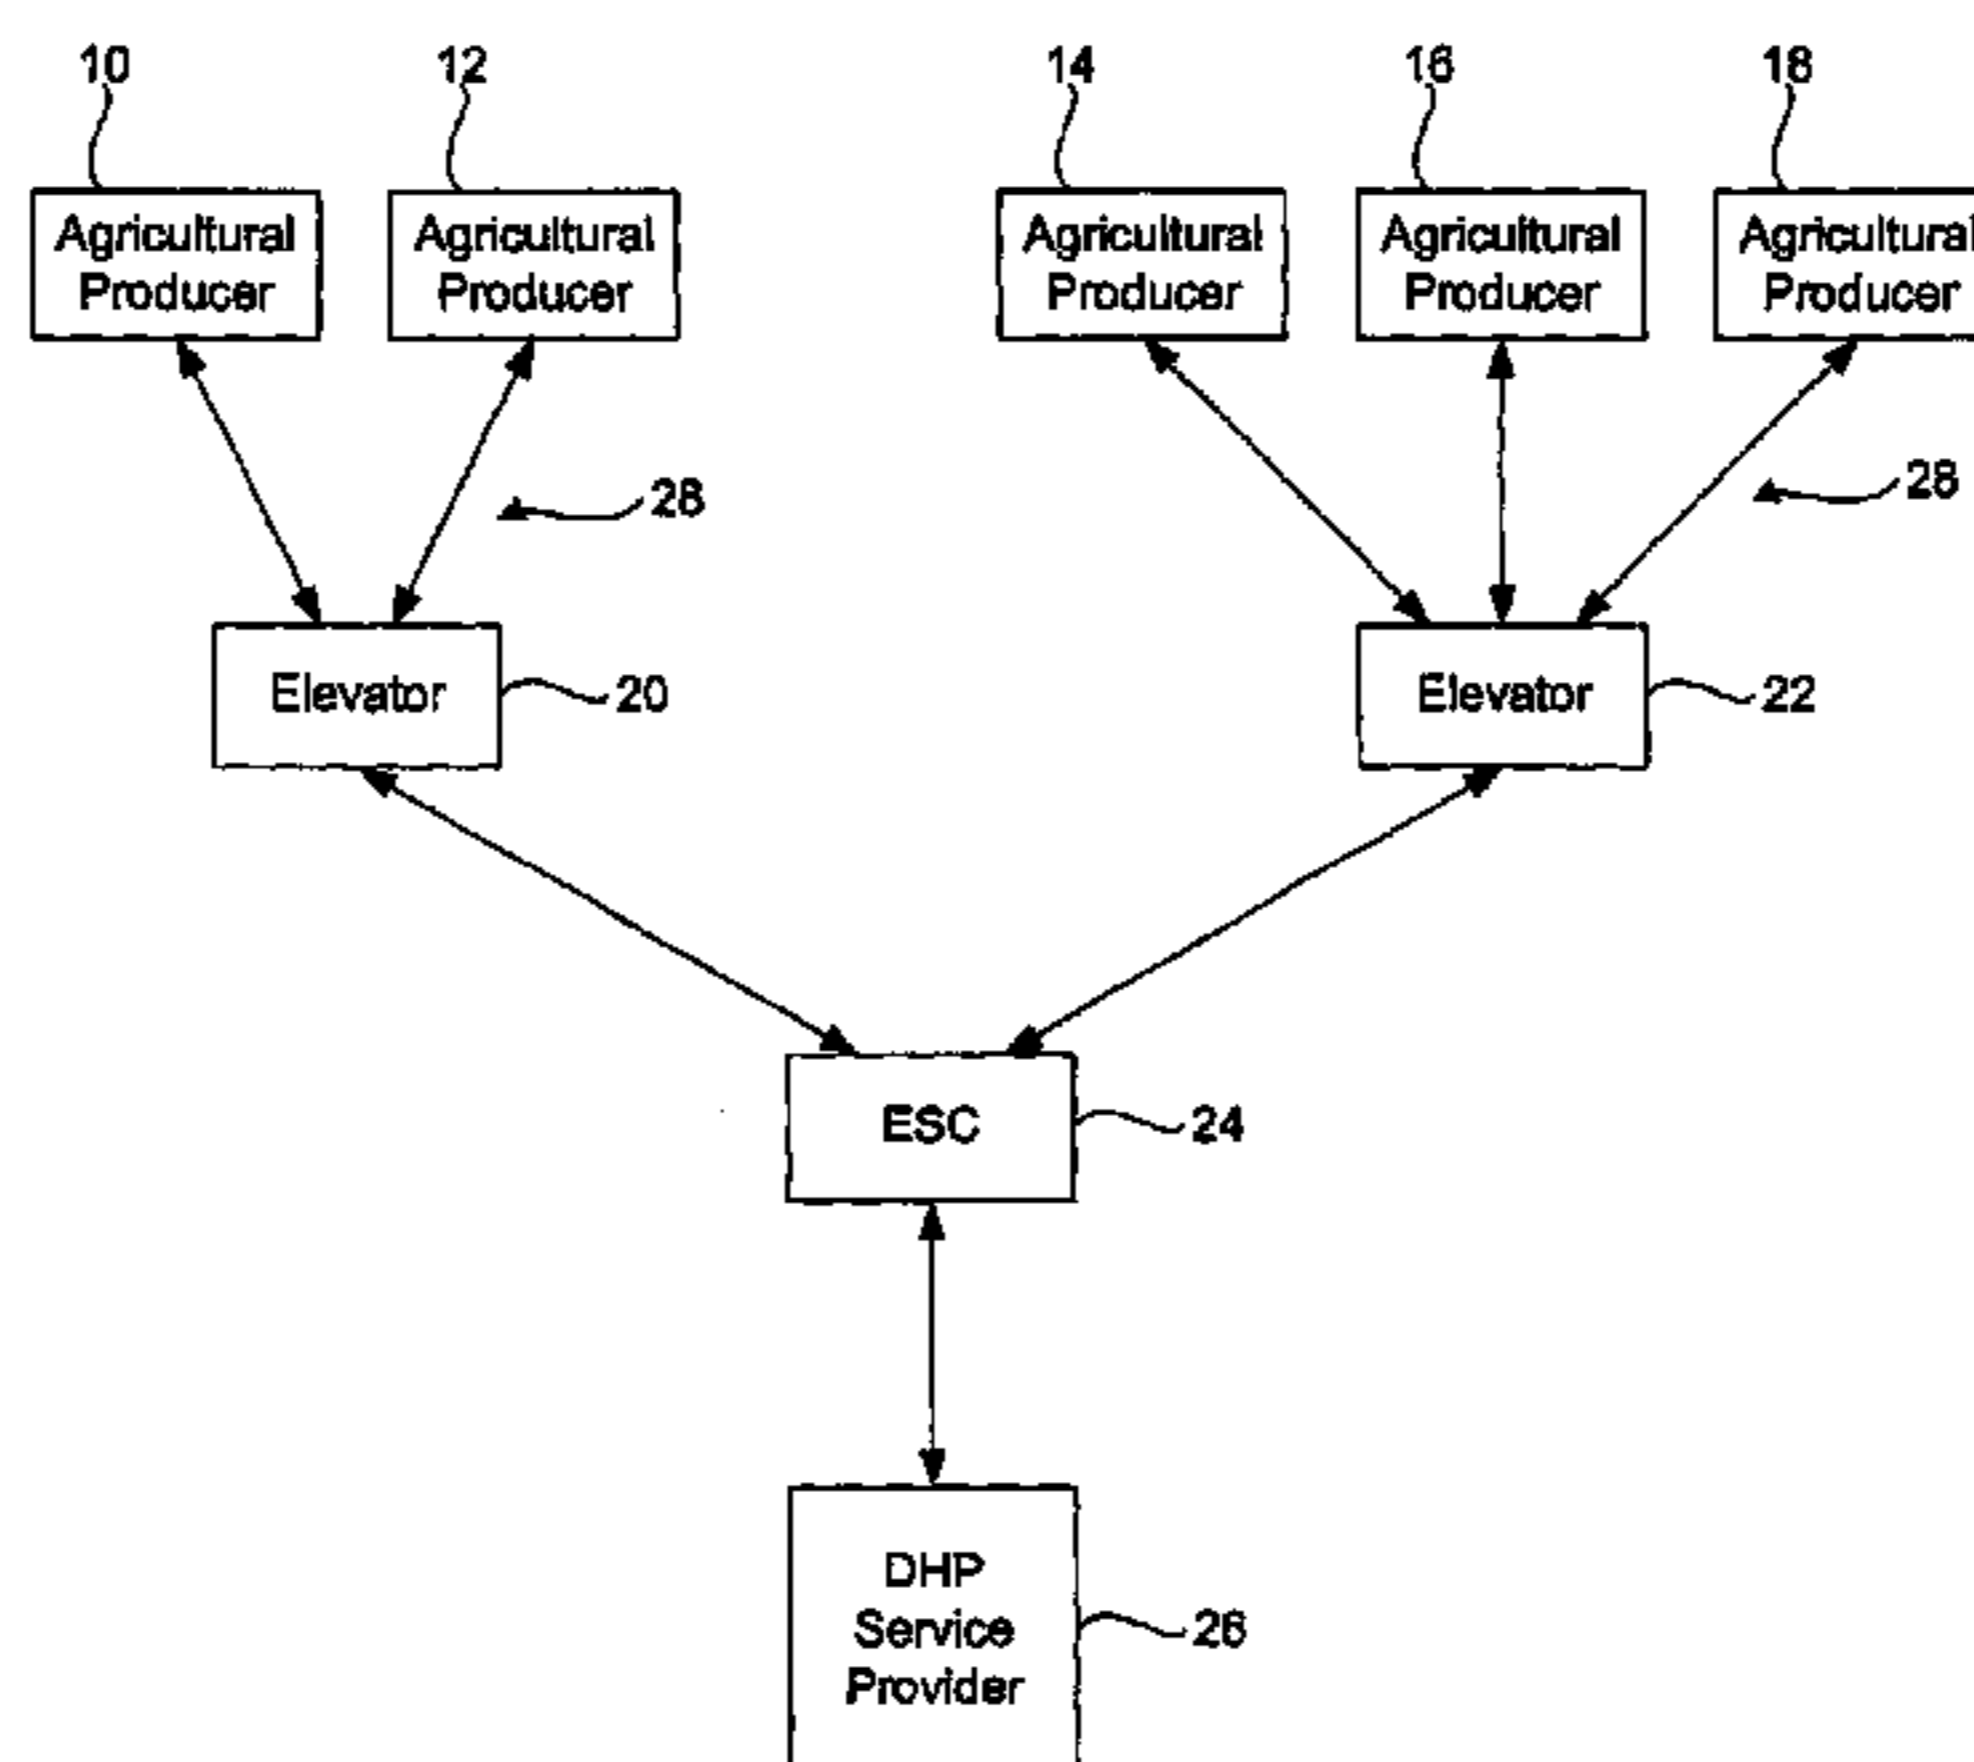 10
12
14
16
18
Agricultural
Producer
Agricultural
Producer
Agricultural
Producer
Agricultural
Producer
Agricultural
Producer
28
28
Elevator
20
Elevator
22
ESC
24
DHP
Service
Provider
26